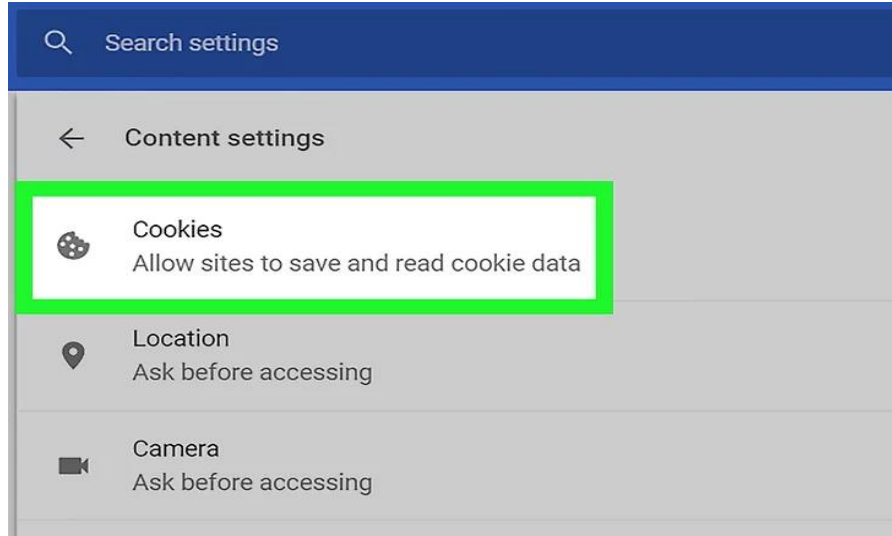 Search settings
Content settings
Cookies
Allow sites to save and read cookie data
Location
Ask before accessing
Camera
Ask before accessing